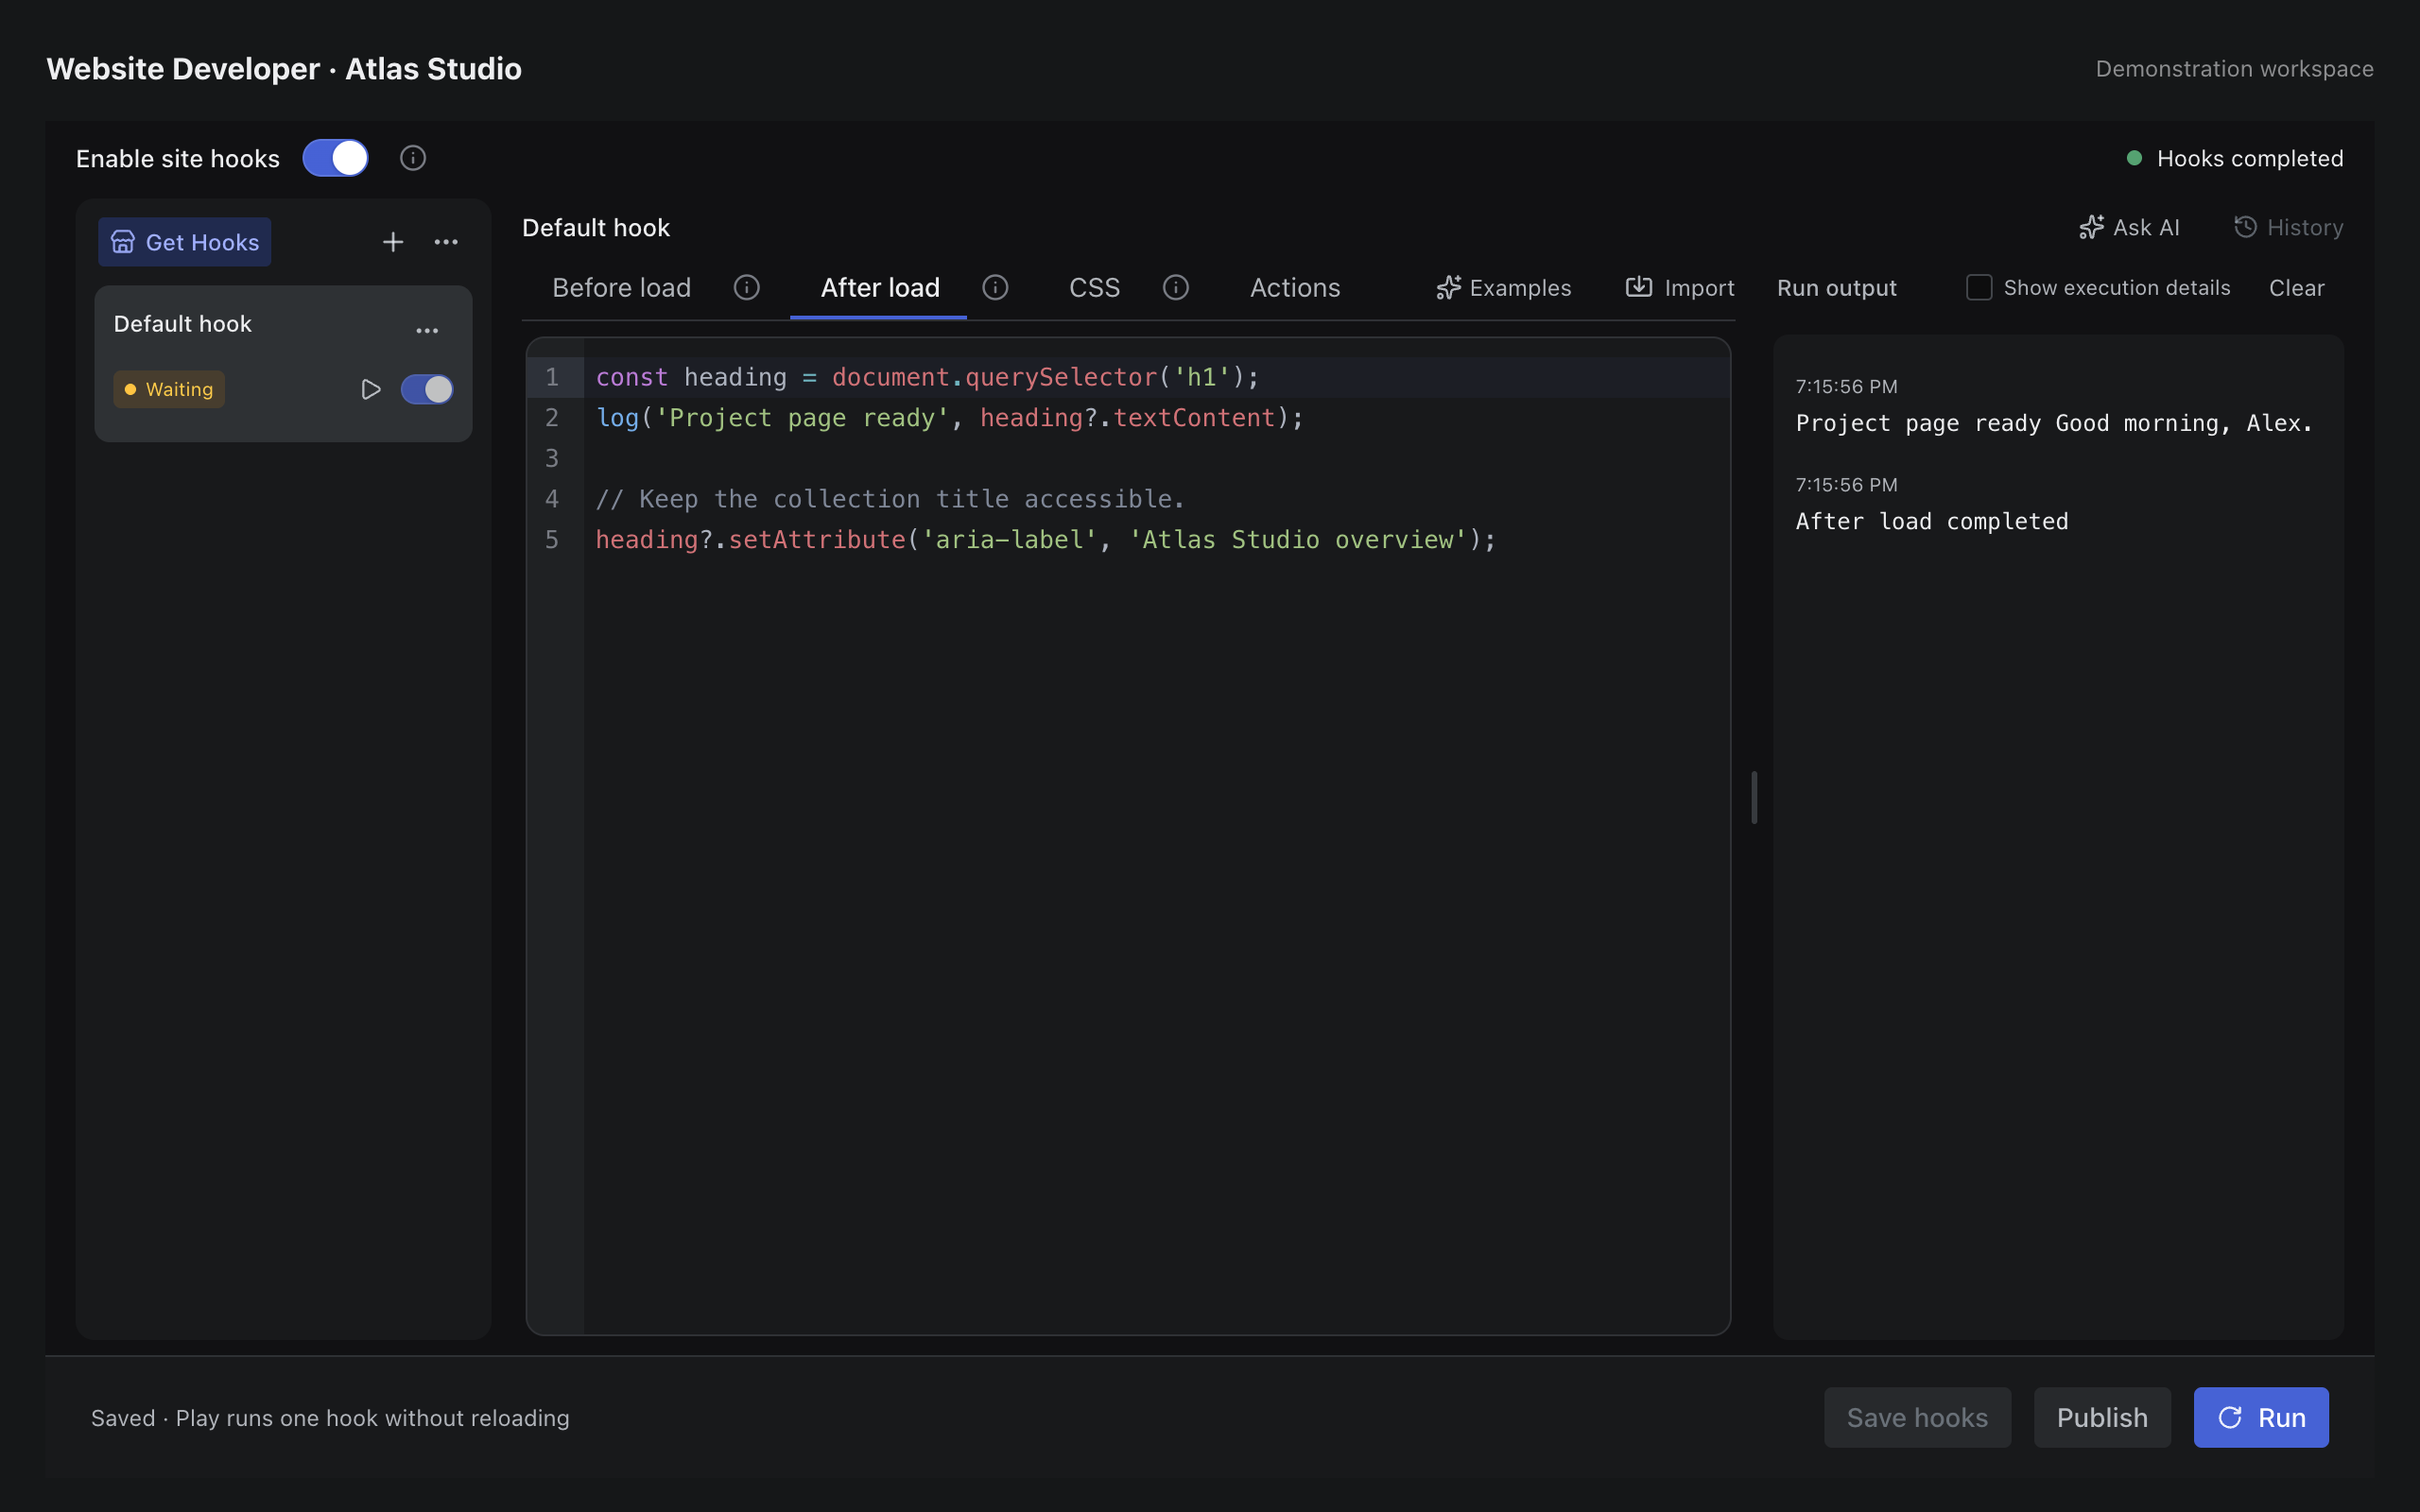 Website Developer · Atlas Studio
Demonstration workspace
Enable site hooks
Hooks completed
Get Hooks
Default hook
Waiting
Default hook
Ask AI
History
Before load
After load
CSS
Actions
Examples
Import
1 const heading = document.querySelector('h1');
2 log('Project page ready', heading?.textContent);
3
4 // Keep the collection title accessible.
5 heading?.setAttribute('aria-label', 'Atlas Studio overview');
Run output
Show execution details
Clear
7:15:56 PM
Project page ready Good morning, Alex.
7:15:56 PM
After load completed
Saved · Play runs one hook without reloading
Save hooks
Publish
Run